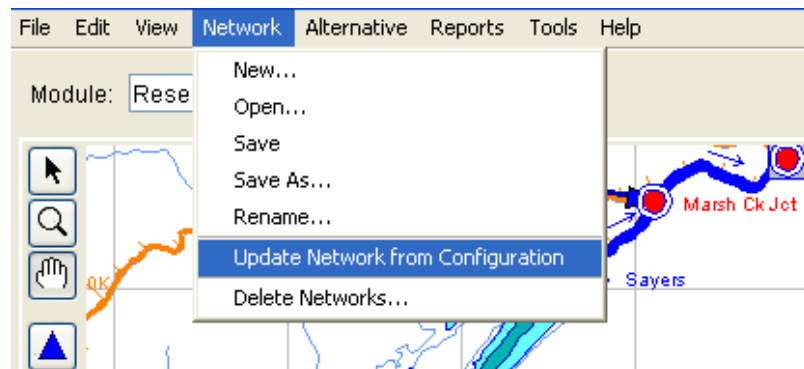 File Edit View Network Alternative Reports Tools Help
Module: Rese
New...
Open...
Save
Save As...
Rename...
Update Network from Configuration
Delete Networks...
Marsh Ck Jct
Sayers
OK